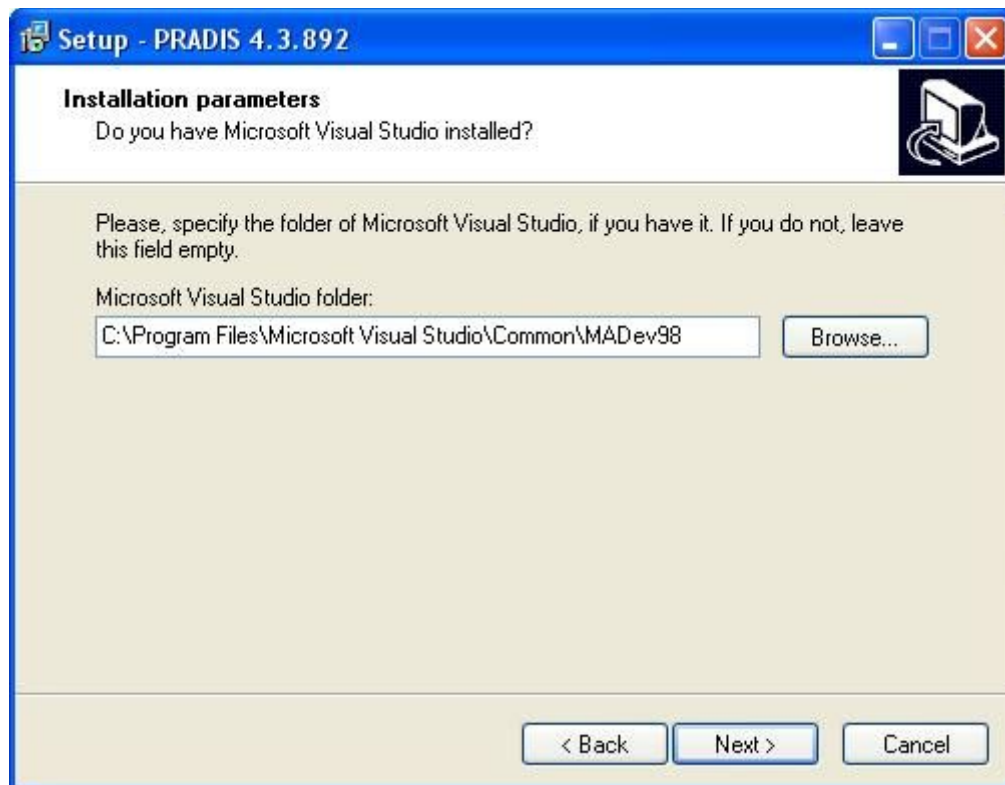 Setup - PRADIS 4.3.892
Installation parameters
Do you have Microsoft Visual Studio installed?
Please, specify the folder of Microsoft Visual Studio, if you have it. If you do not, leave
this field empty.
Microsoft Visual Studio folder:
C:\Program Files\Microsoft Visual Studio\Common\MADev98
Browse...
< Back
Next >
Cancel